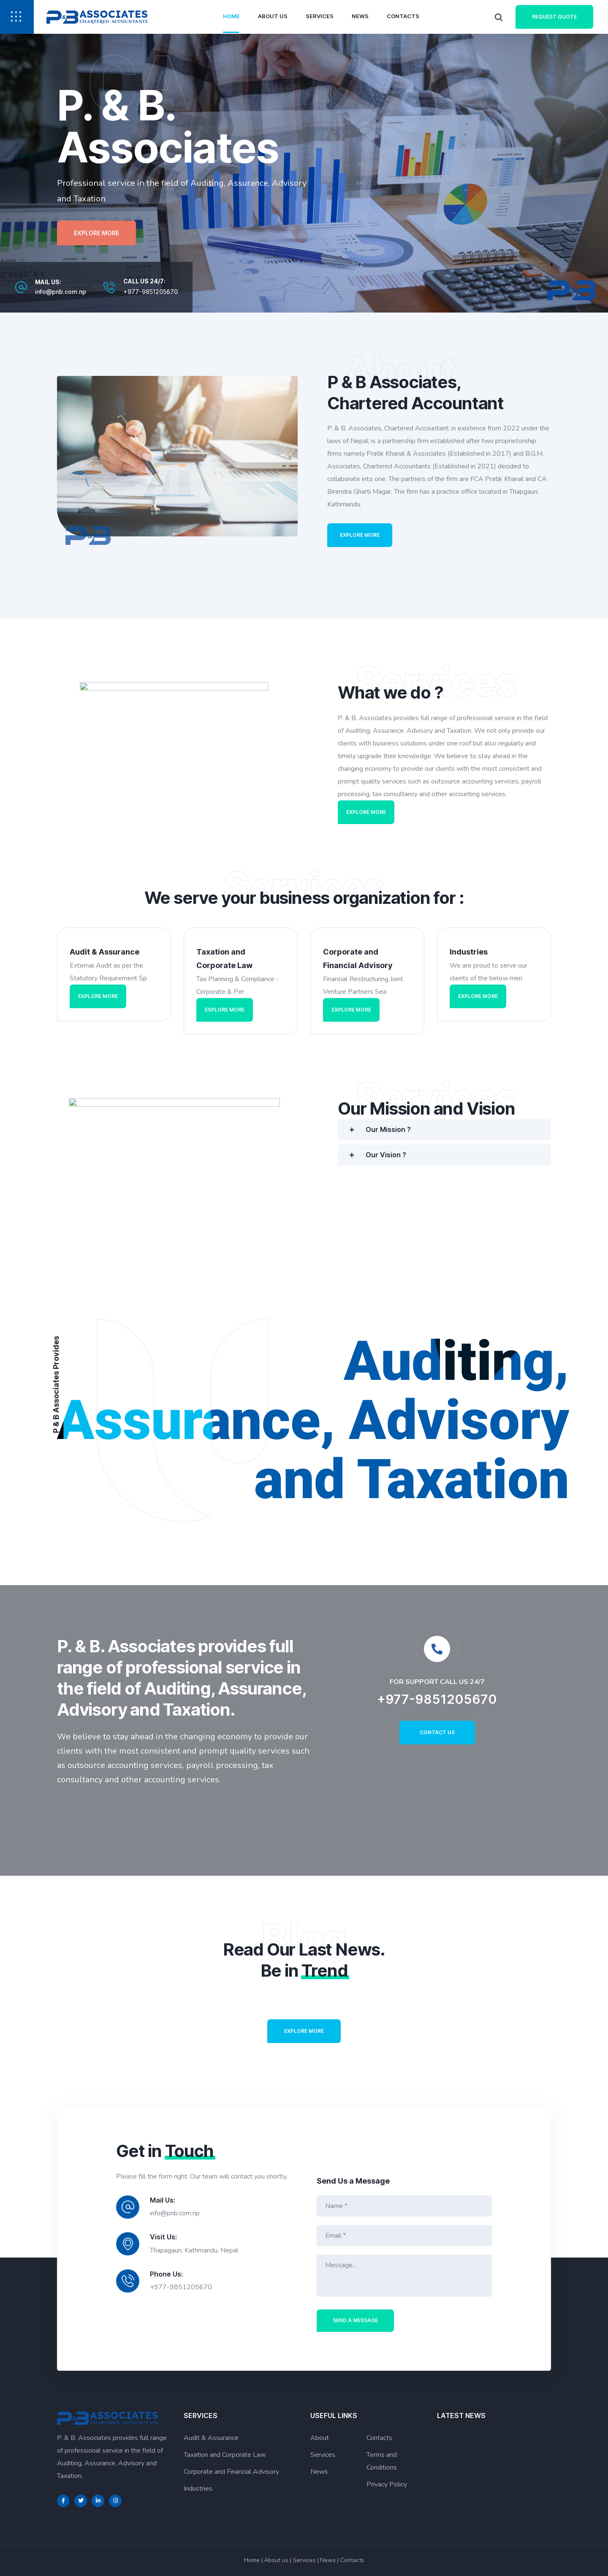 P&B ASSOCIATES
CHARTERED ACCOUNTANTS
HOME
ABOUT US
SERVICES
NEWS
CONTACTS
REQUEST QUOTE
CA
P. & B.
Associates
Professional service in the field of Auditing, Assurance, Advisory
and Taxation
EXPLORE MORE
MAIL US:
info@pnb.com.np
CALL US 24/7:
+977-9851205670
P&B
About
P & B Associates,
Chartered Accountant
P. & B. Associates, Chartered Accountant; in existence from 2022 under the
laws of Nepal; is a partnership firm established after two proprietorship
firms namely Pratik Khanal & Associates (Established in 2017) and B.G.M.
Associates, Chartered Accountants (Established in 2021) decided to
collaborate into one. The partners of the firm are FCA Pratik Khanal and CA
Birendra Gharti Magar. The firm has a practice office located in Thapgaun,
Kathmandu.
EXPLORE MORE
P&B
Services
What we do ?
P. & B. Associates provides full range of professional service in the field
of Auditing, Assurance, Advisory and Taxation. We not only provide our
clients with business solutions under one roof but also regularly and
timely upgrade their knowledge. We believe to stay ahead in the
changing economy to provide our clients with the most consistent and
prompt quality services such as outsource accounting services, payroll
processing, tax consultancy and other accounting services.
EXPLORE MORE
Services
We serve your business organization for :
Audit & Assurance
External Audit as per the
Statutory Requirement Sp
EXPLORE MORE
Taxation and
Corporate Law
Tax Planning & Compliance -
Corporate & Per
EXPLORE MORE
Corporate and
Financial Advisory
Financial Restructuring Joint
Venture Partners Sea
EXPLORE MORE
Industries
We are proud to serve our
clients of the below men
EXPLORE MORE
Services
Our Mission and Vision
+ Our Mission ?
+ Our Vision ?
P & B Associates Provides
Auditing,
Assurance, Advisory
and Taxation
P. & B. Associates provides full
range of professional service in
the field of Auditing, Assurance,
Advisory and Taxation.
We believe to stay ahead in the changing economy to provide our
clients with the most consistent and prompt quality services such
as outsource accounting services, payroll processing, tax
consultancy and other accounting services.
FOR SUPPORT CALL US 24/7
+977-9851205670
CONTACT US
Blog
Read Our Last News.
Be in Trend
EXPLORE MORE
Get in Touch
Please fill the form right. Our team will contact you shortly.
Mail Us:
info@pnb.com.np
Visit Us:
Thapagaun, Kathmandu, Nepal
Phone Us:
+977-9851205670
Send Us a Message
Name *
Email *
Message...
SEND A MESSAGE
P&B ASSOCIATES
CHARTERED ACCOUNTANTS
P. & B. Associates provides full range
of professional service in the field of
Auditing, Assurance, Advisory and
Taxation.
SERVICES
Audit & Assurance
Taxation and Corporate Law
Corporate and Financial Advisory
Industries
USEFUL LINKS
About
Services
News
Contacts
Terms and
Conditions
Privacy Policy
LATEST NEWS
Home | About us | Services | News | Contacts